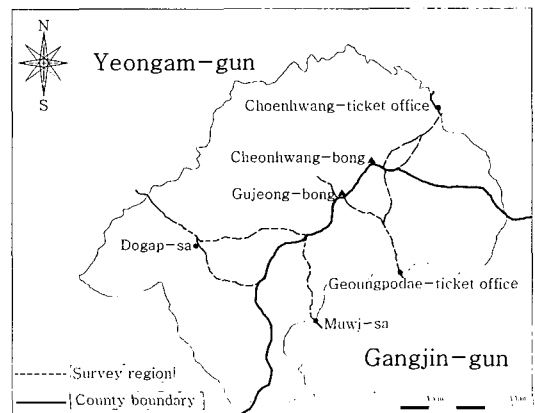 N
Yeongam-gun
S
Choenhwang-ticket office
Cheonhwang-bong
Gujeong-bong
Dogap-sa
Geoungpodae-ticket office
Muwi-sa
Gangjin-gun
Survey region
County boundary